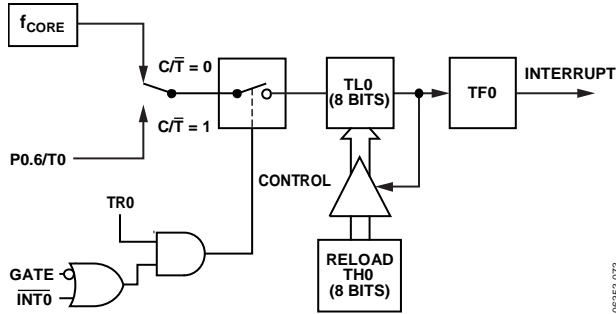 fCORE
C/T̅ = 0
C/T̅ = 1
P0.6/T0
TL0
(8 BITS)
TF0
INTERRUPT
CONTROL
TR0
GATE
I̅N̅T̅0̅
RELOAD
TH0
(8 BITS)
06353-073